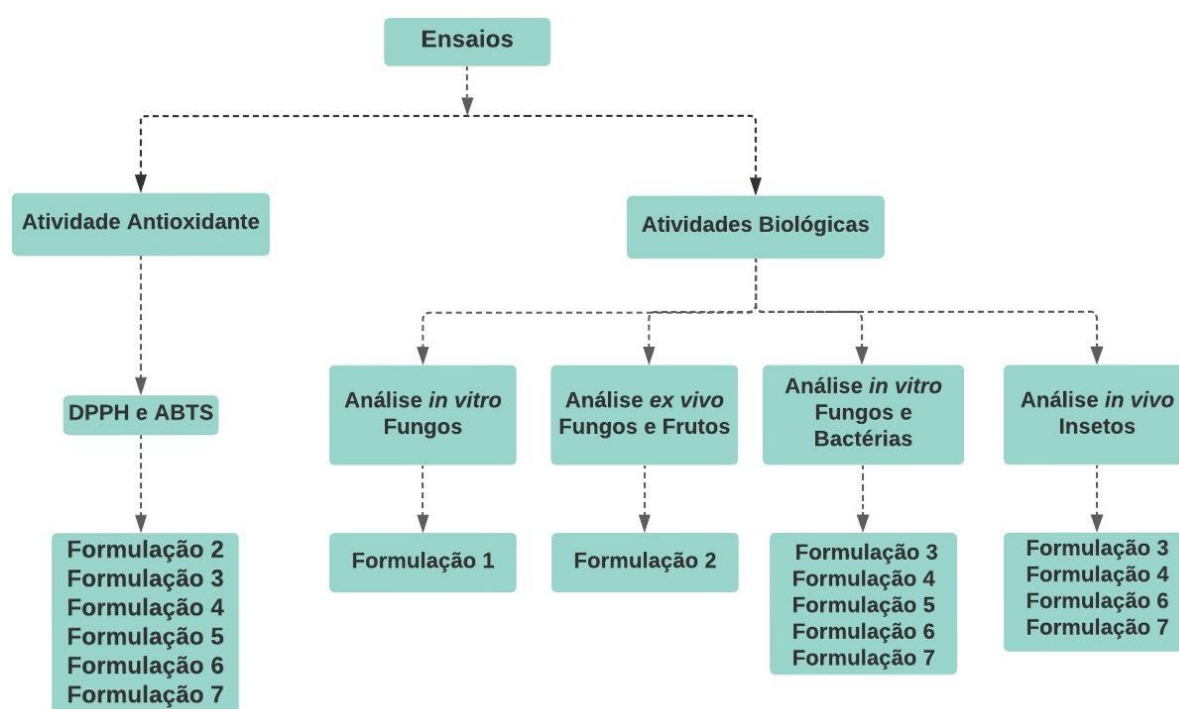 Ensaios
Atividade Antioxidante
Atividades Biológicas
DPPH e ABTS
Análise in vitro
Fungos
Análise ex vivo
Fungos e Frutos
Análise in vitro
Fungos e
Bactérias
Análise in vivo
Insetos
Formulação 2
Formulação 3
Formulação 4
Formulação 5
Formulação 6
Formulação 7
Formulação 1
Formulação 2
Formulação 3
Formulação 4
Formulação 5
Formulação 6
Formulação 7
Formulação 3
Formulação 4
Formulação 6
Formulação 7